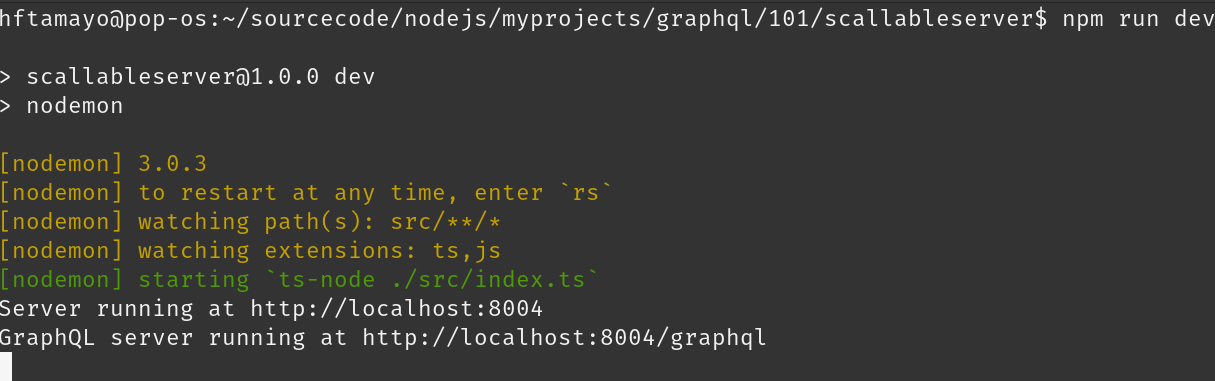 hftamayo@pop-os:~/sourcecode/nodejs/myprojects/graphql/101/scallableserver$ npm run dev
> scallableserver@1.0.0 dev
> nodemon
[nodemon] 3.0.3
[nodemon] to restart at any time, enter `rs`
[nodemon] watching path(s): src/**/*
[nodemon] watching extensions: ts,js
[nodemon] starting `ts-node ./src/index.ts`
Server running at http://localhost:8004
GraphQL server running at http://localhost:8004/graphql